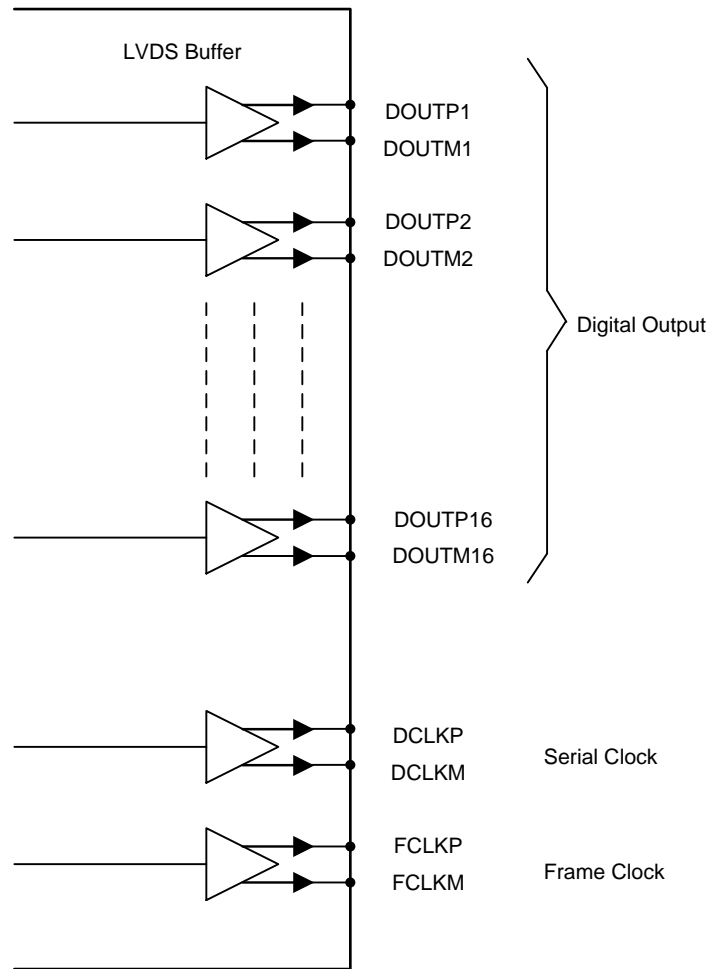 LVDS Buffer
DOUTP1
DOUTM1
DOUTP2
DOUTM2
Digital Output
DOUTP16
DOUTM16
DCLKP
Serial Clock
DCLKM
FCLKP
Frame Clock
FCLKM